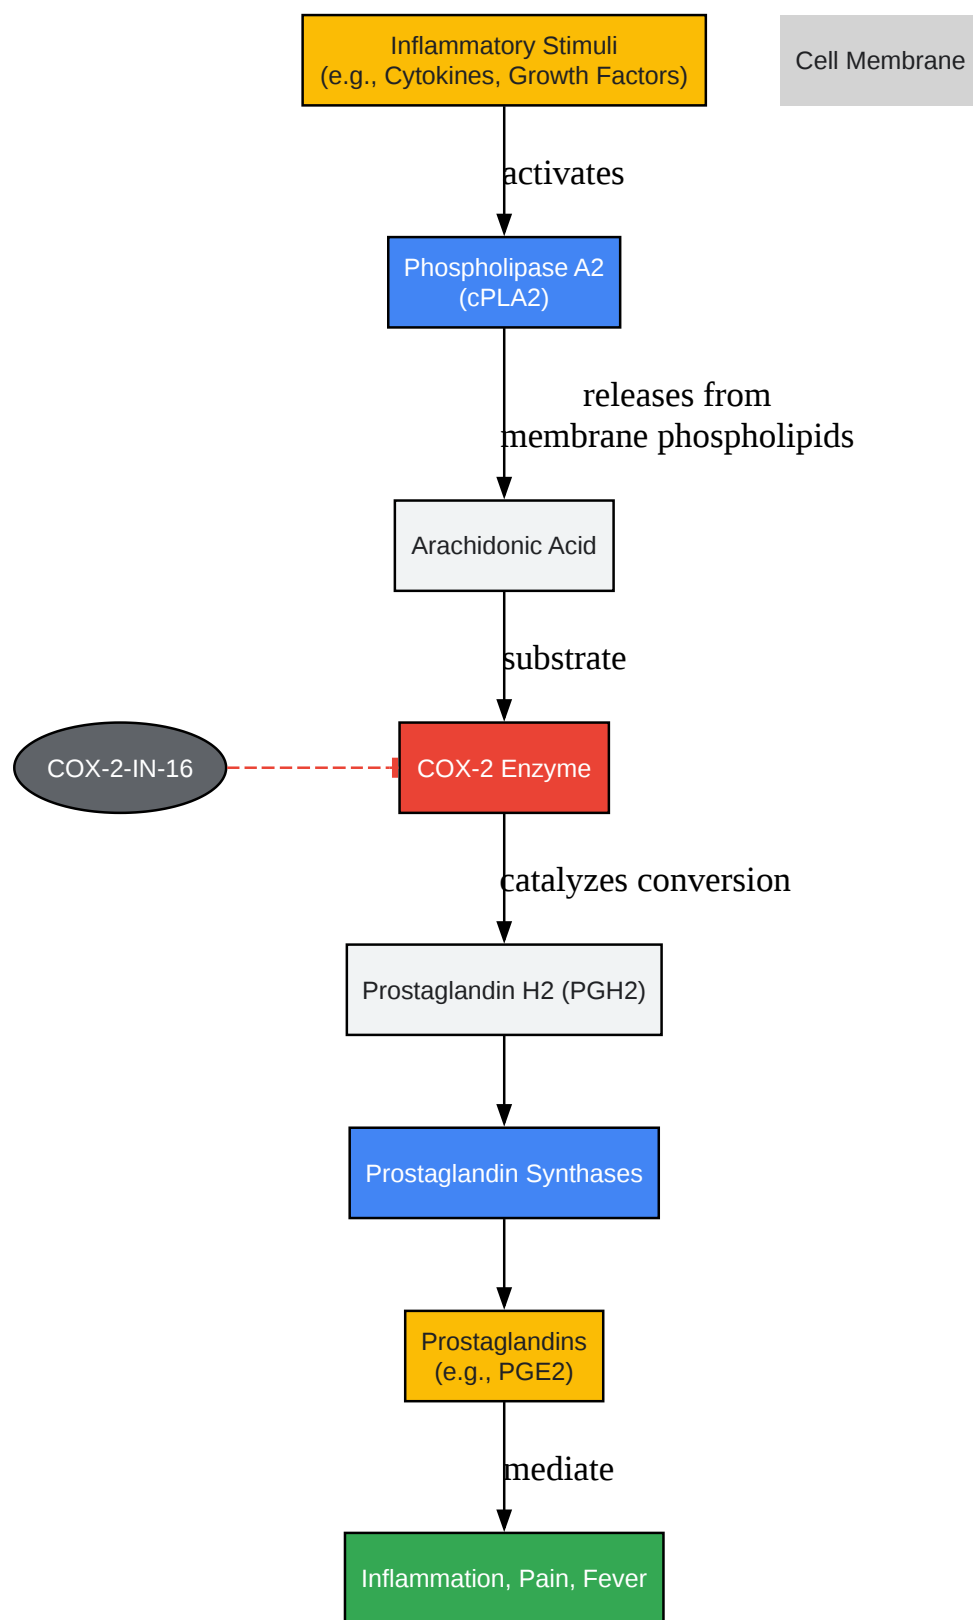 Inflammatory Stimuli
(e.g., Cytokines, Growth Factors)
Cell Membrane
activates
Phospholipase A2
(cPLA2)
releases from
membrane phospholipids
Arachidonic Acid
substrate
COX-2-IN-16
COX-2 Enzyme
catalyzes conversion
Prostaglandin H2 (PGH2)
Prostaglandin Synthases
Prostaglandins
(e.g., PGE2)
mediate
Inflammation, Pain, Fever